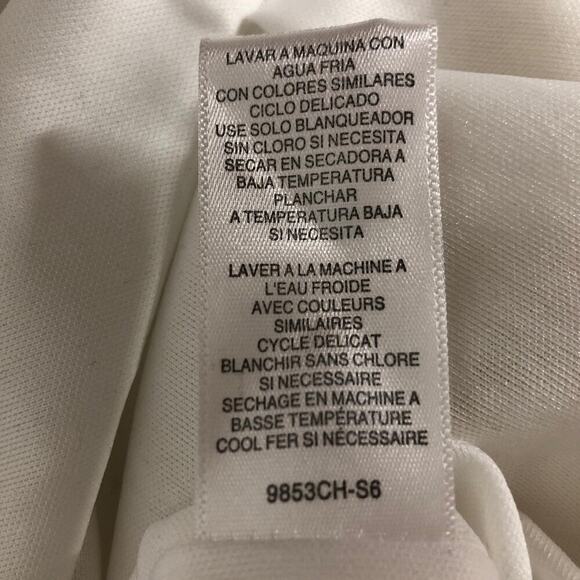 LAVAR A MAQUINA CON
AGUA FRIA
CON COLORES SIMILARES
CICLO DELICADO
USE SOLO BLANQUEADOR
SIN CLORO SI NECESITA
SECAR EN SECADORA A
BAJA TEMPERATURA
PLANCHAR
A TEMPERATURA BAJA
SI NECESITA
LAVER A LA MACHINE A
L'EAU FROIDE
AVEC COULEURS
SIMILAIRES
CYCLE DELICAT
BLANCHIR SANS CHLORE
SI NECESSAIRE
SECHAGE EN MACHINE A
BASSE TEMPÉRATURE
COOL FER SI NÉCESSAIRE
9853CH-S6